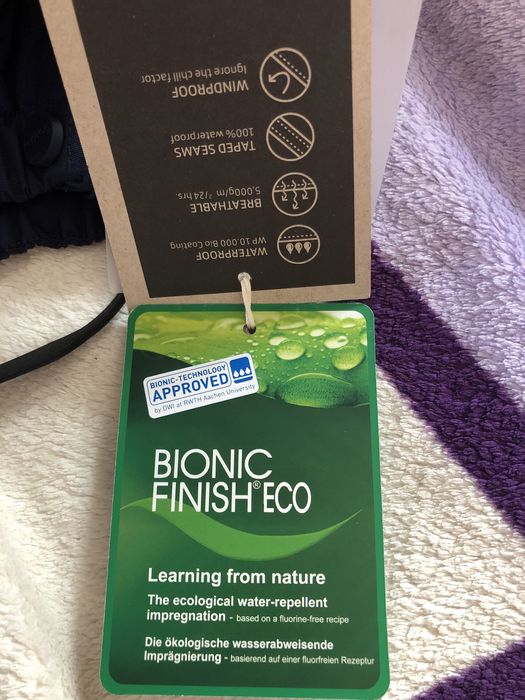 WINDPROOF
Ignore the chill factor
TAPED SEAMS
100% waterproof
BREATHABLE
5,000g/m ²/24 hrs.
WATERPROOF
WP 10.000 Bio Coating
BIONIC-TECHNOLOGY
APPROVED
by DWI at RWTH Aachen University
BIONIC
FINISH® ECO
Learning from nature
The ecological water-repellent
impregnation - based on a fluorine-free recipe
Die ökologische wasserabweisende
Imprägnierung - basierend auf einer fluorfreien Rezeptur